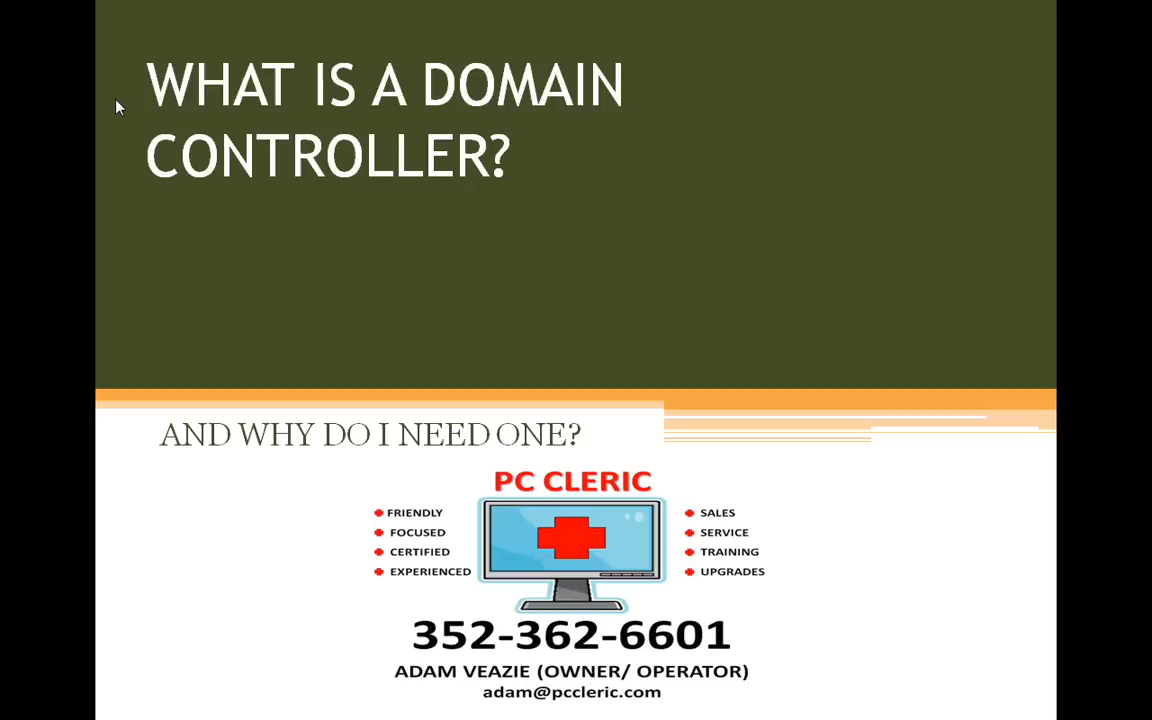 WHAT IS A DOMAIN
CONTROLLER?
AND WHY DO I NEED ONE?
PC CLERIC
FRIENDLY
FOCUSED
CERTIFIED
EXPERIENCED
SALES
SERVICE
TRAINING
UPGRADES
352-362-6601
ADAM VEAZIE (OWNER/ OPERATOR)
adam@pccleric.com